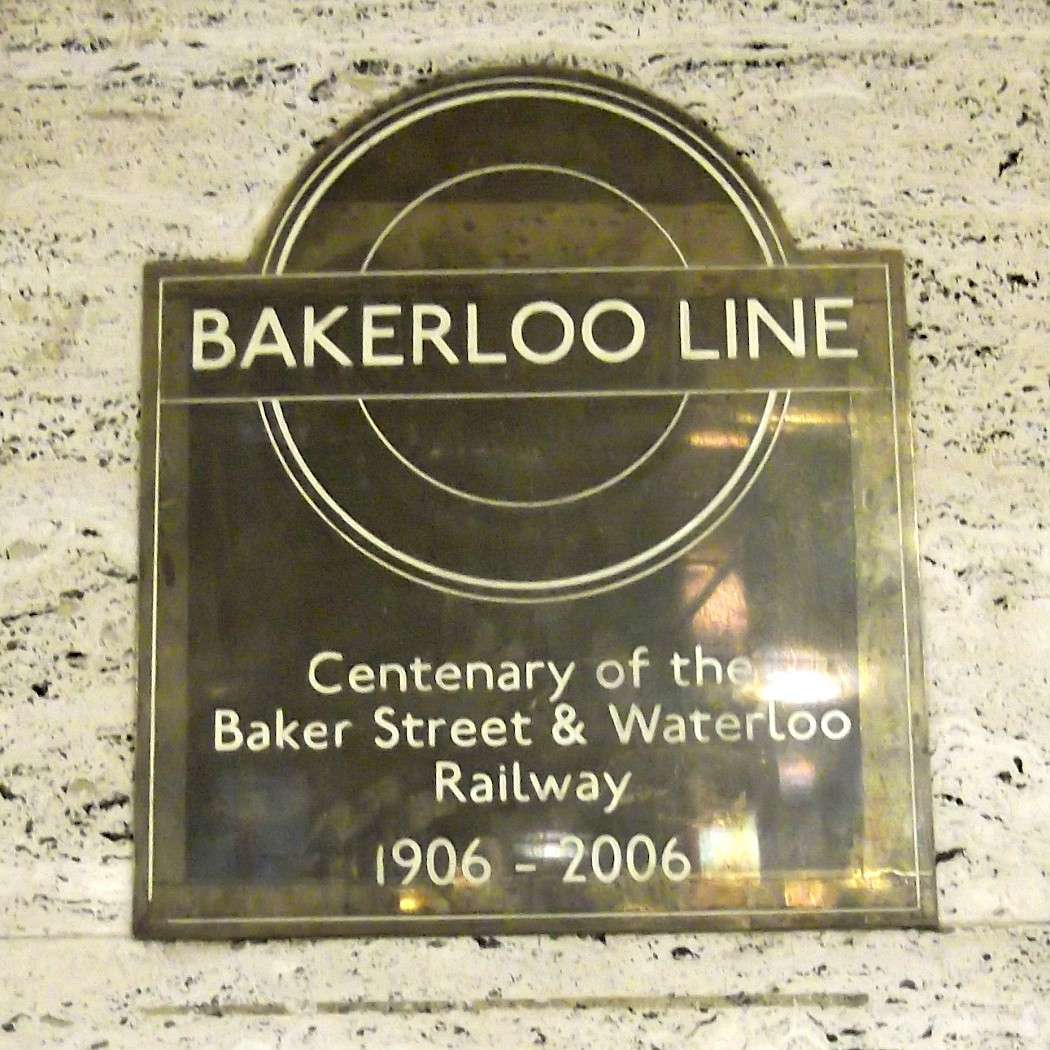 BAKERLOO LINE
Centenary of the
Baker Street & Waterloo
Railway
1906 - 2006